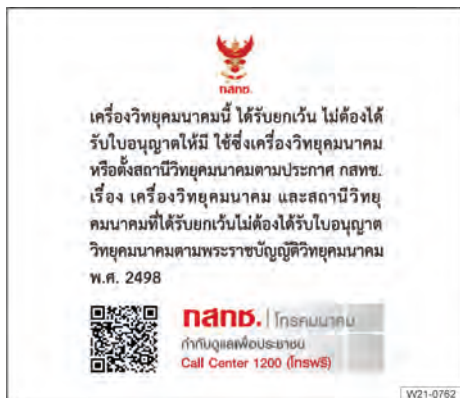 กสทช.
เครื่องวิทยุคมนาคมนี้ ได้รับยกเว้น ไม่ต้องได้
รับใบอนุญาตให้มี ใช้ซึ่งเครื่องวิทยุคมนาคม
หรือตั้งสถานีวิทยุคมนาคมตามประกาศ กสทช.
เรื่อง เครื่องวิทยุคมนาคม และสถานีวิทยุ
คมนาคมที่ได้รับยกเว้นไม่ต้องได้รับใบอนุญาต
วิทยุคมนาคมตามพระราชบัญญัติวิทยุคมนาคม
พ.ศ. 2498
กสทช. | โทรคมนาคม
กำกับดูแลเพื่อประชาชน
Call Center 1200 (โทรฟรี)
W21-0762